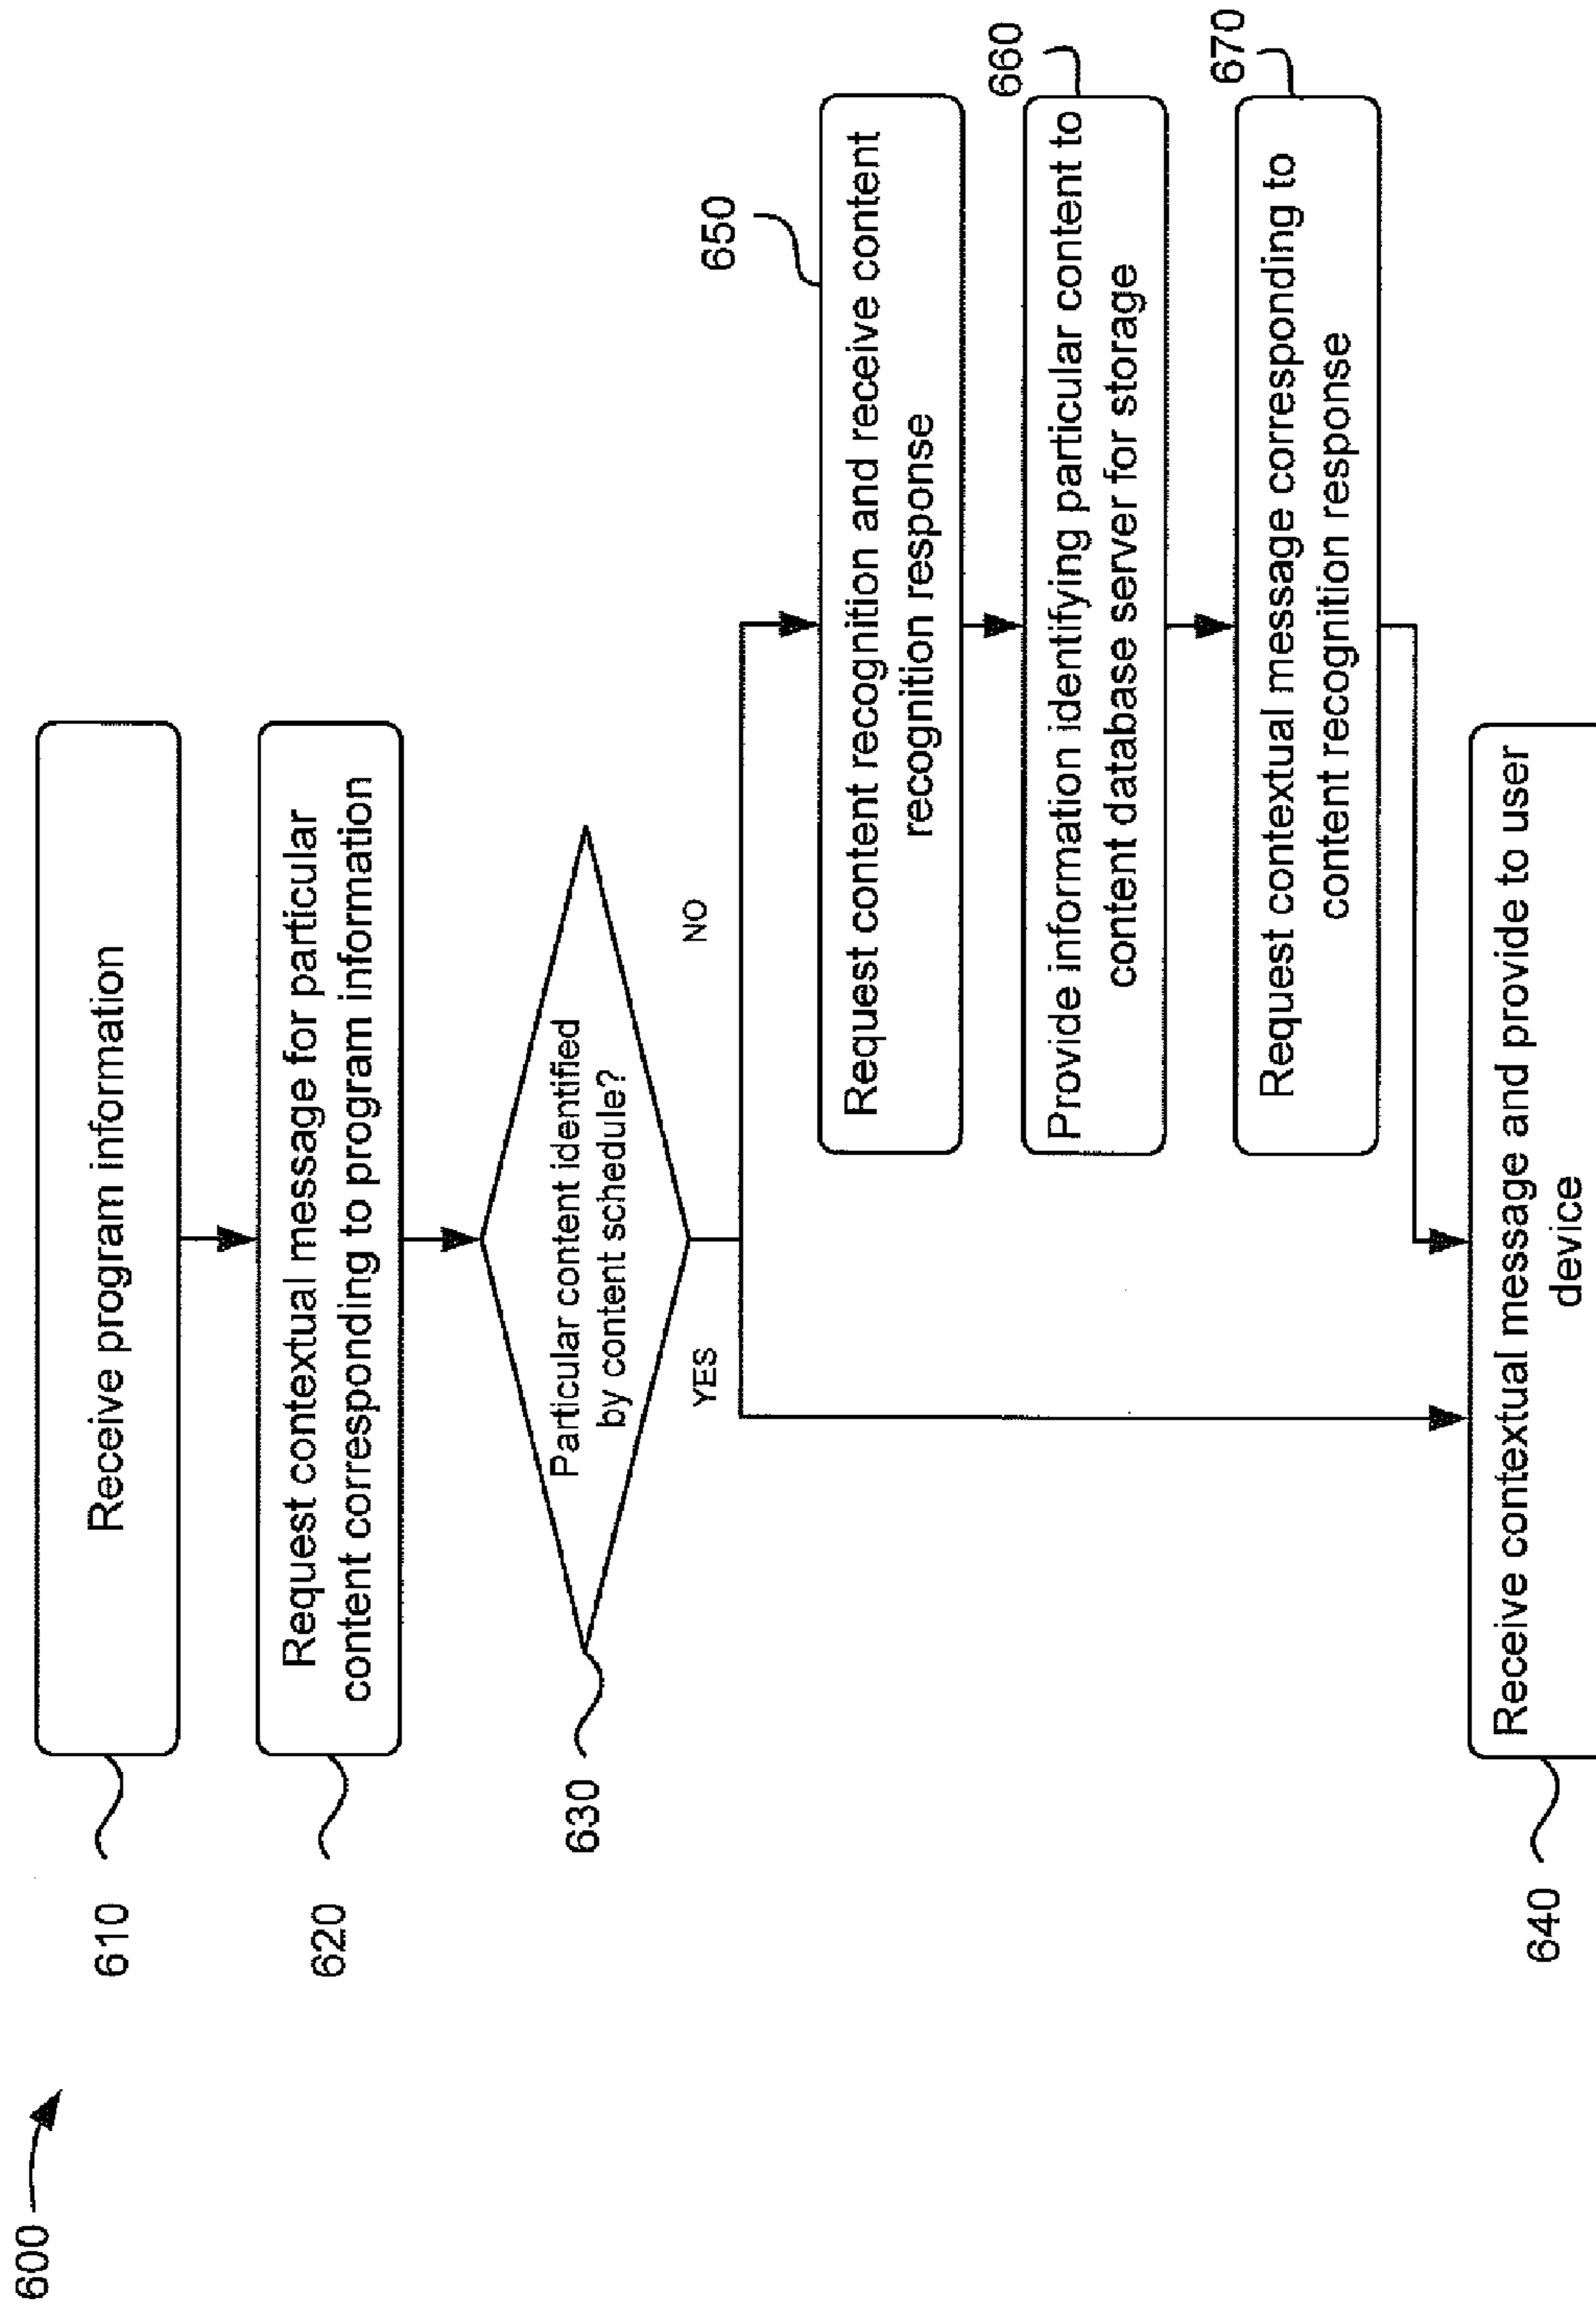 600
610
Receive program information
620
Request contextual message for particular
content corresponding to program information
630
Particular content identified
by content schedule?
YES
NO
650
Request content recognition and receive content
recognition response
660
Provide information identifying particular content to
content database server for storage
670
Request contextual message corresponding to
content recognition response
640
Receive contextual message and provide to user
device